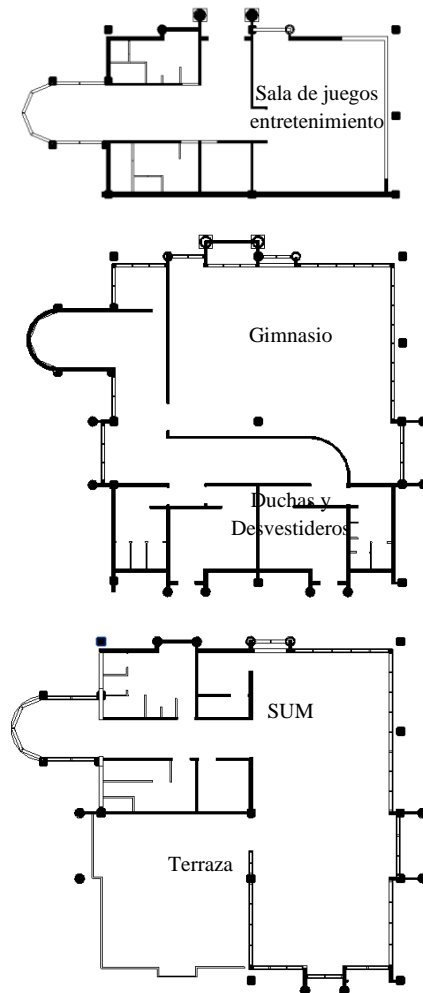 Sala de juegos
entretenimiento
Gimnasio
Duchas y
Desvestideros
SUM
Terraza